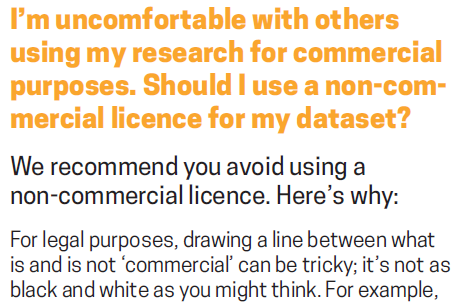 I'm uncomfortable with others
using my research for commercial
purposes. Should I use a non-com-
mercial licence for my dataset?
We recommend you avoid using a
non-commercial licence. Here's why:
For legal purposes, drawing a line between what
is and is not ‘commercial’ can be tricky; it's not as
black and white as you might think. For example,